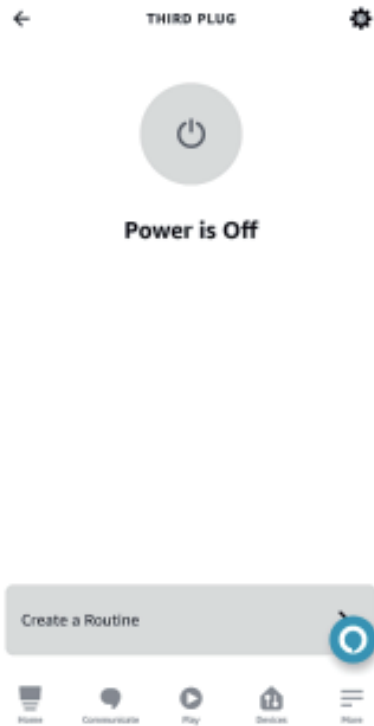 THIRD PLUG
Power is Off
Create a Routine
Home
Communicate
Play
Devices
More